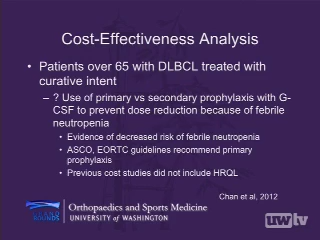 Cost-Effectiveness Analysis
• Patients over 65 with DLBCL treated with
curative intent
– ? Use of primary vs secondary prophylaxis with G-
CSF to prevent dose reduction because of febrile
neutropenia
• Evidence of decreased risk of febrile neutropenia
• ASCO, EORTC guidelines recommend primary
prophylaxis
• Previous cost studies did not include HRQL
Chan et al, 2012
Orthopaedics and Sports Medicine
UNIVERSITY of WASHINGTON
uwtv